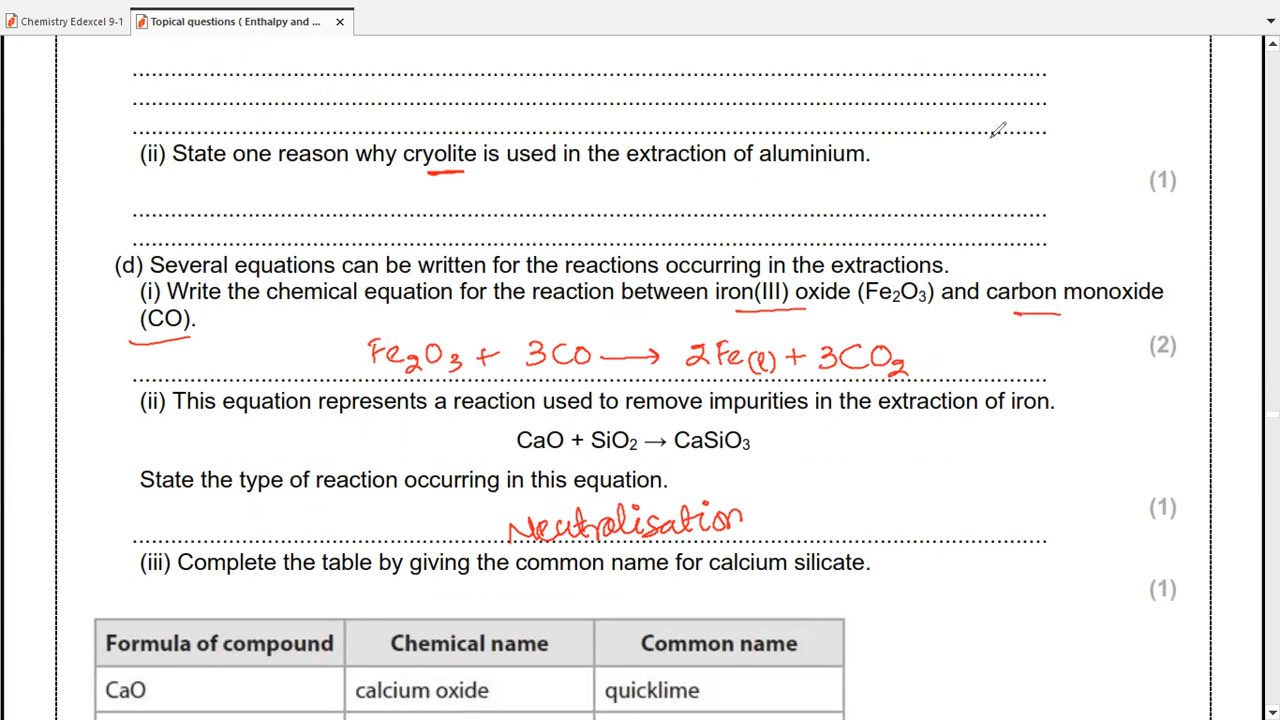 Chemistry Edexcel 9-1
Topical questions ( Enthalpy and ...
(ii) State one reason why cryolite is used in the extraction of aluminium.
(1)
(d) Several equations can be written for the reactions occurring in the extractions.
(i) Write the chemical equation for the reaction between iron(III) oxide (Fe₂O₃) and carbon monoxide
(CO).
Fe₂O₃ + 3CO → 2Fe(l) + 3CO₂
(2)
(ii) This equation represents a reaction used to remove impurities in the extraction of iron.
CaO + SiO₂ → CaSiO₃
State the type of reaction occurring in this equation.
(1)
Neutralisation
(iii) Complete the table by giving the common name for calcium silicate.
(1)
Formula of compound Chemical name Common name
CaO calcium oxide quicklime